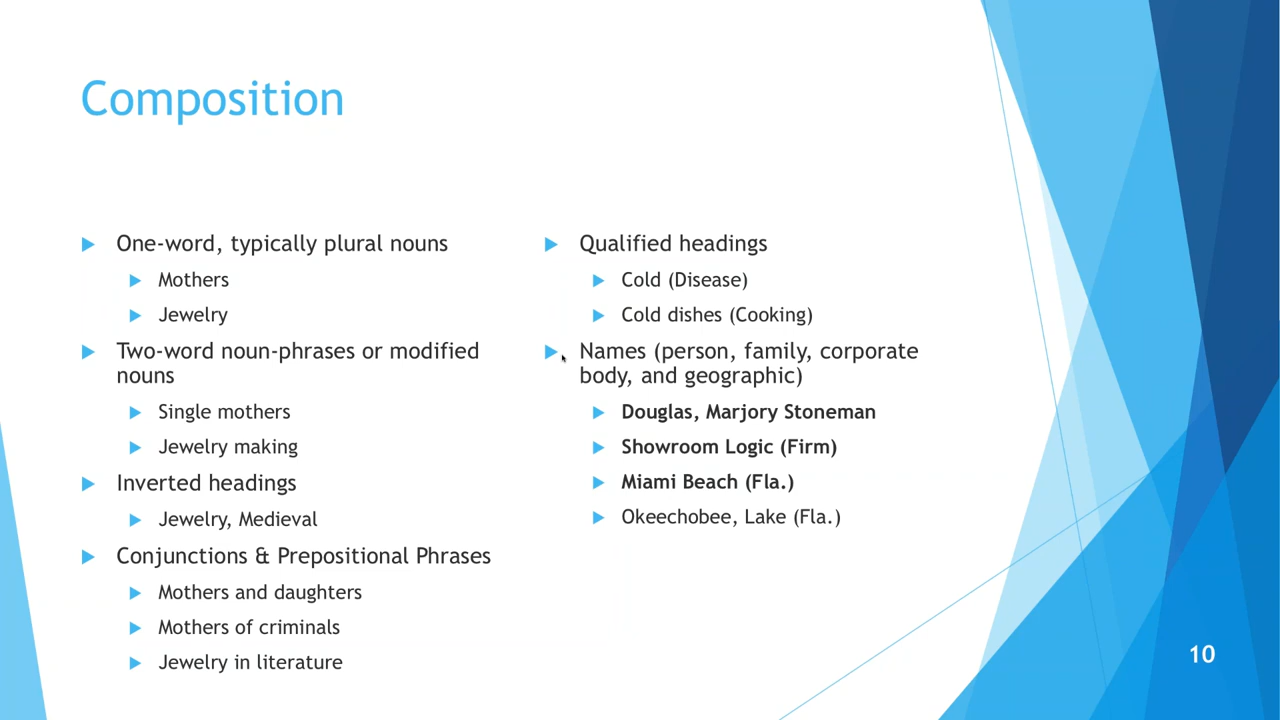 Composition
One-word, typically plural nouns
Mothers
Jewelry
Two-word noun-phrases or modified
nouns
Single mothers
Jewelry making
Inverted headings
Jewelry, Medieval
Conjunctions & Prepositional Phrases
Mothers and daughters
Mothers of criminals
Jewelry in literature
Qualified headings
Cold (Disease)
Cold dishes (Cooking)
Names (person, family, corporate
body, and geographic)
Douglas, Marjory Stoneman
Showroom Logic (Firm)
Miami Beach (Fla.)
Okeechobee, Lake (Fla.)
10